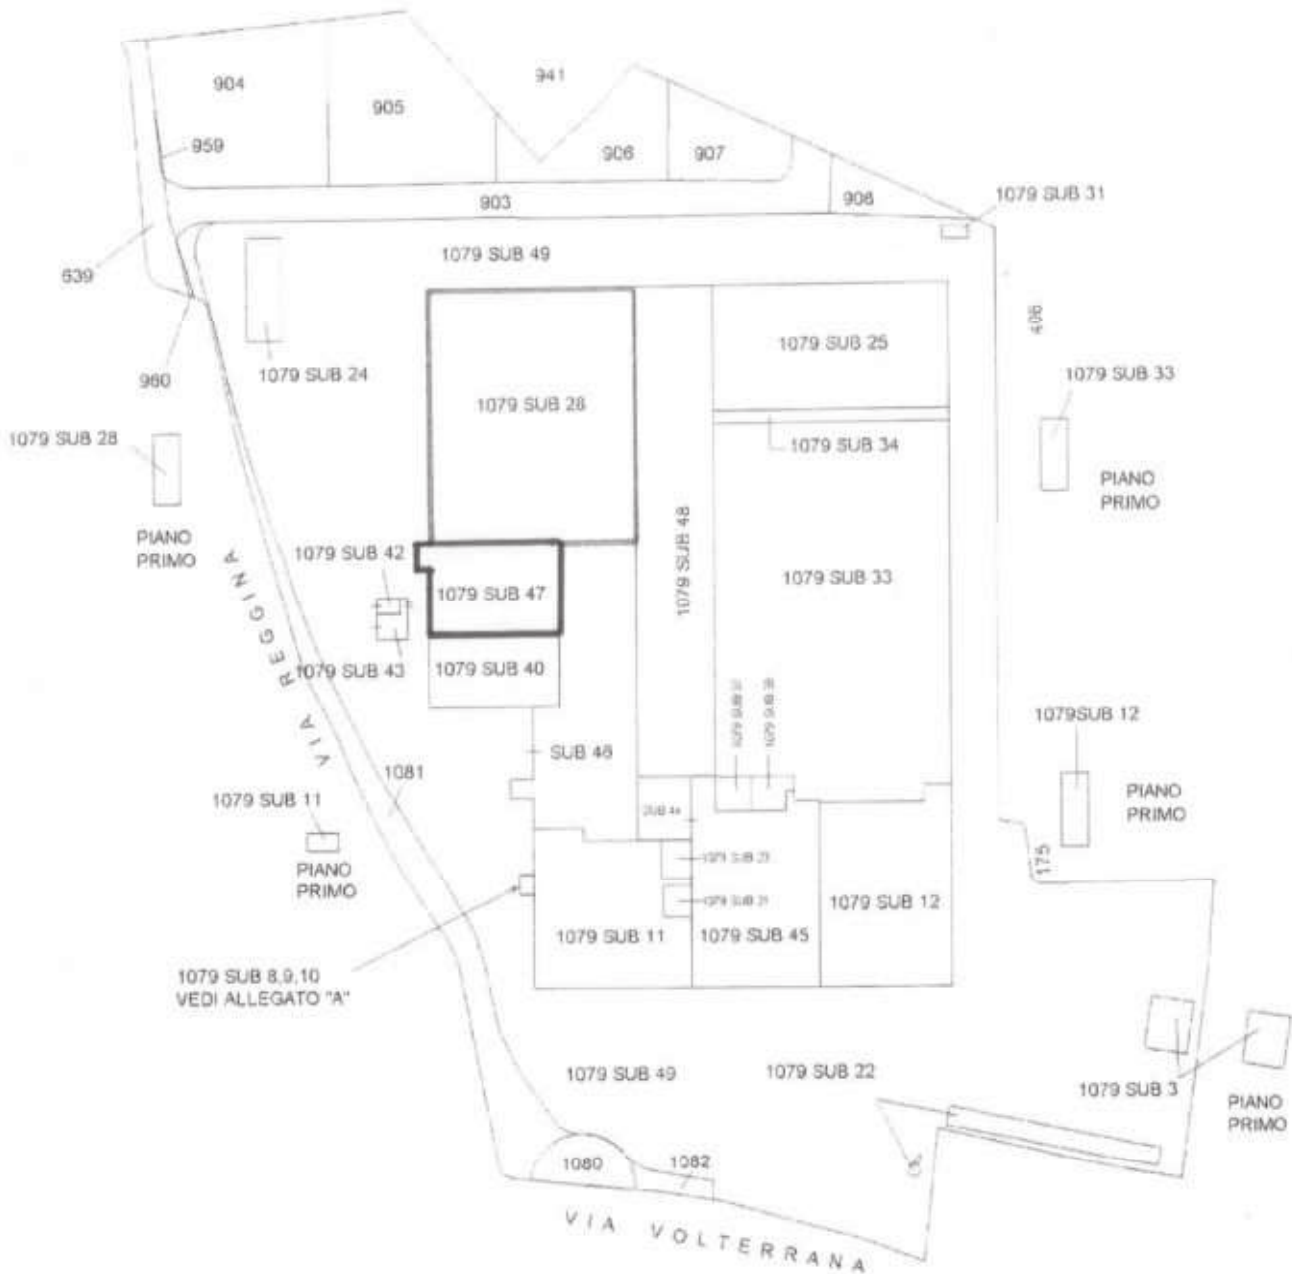 904
941
905
959
906
907
903
908
1079 SUB 31
1079 SUB 49
639
406
1079 SUB 25
960
1079 SUB 24
1079 SUB 33
1079 SUB 28
1079 SUB 28
1079 SUB 34
PIANO
PRIMO
PIANO
PRIMO
1079 SUB 42
1079 SUB 48
1079 SUB 33
1079 SUB 47
VIA REGGINA
1079 SUB 43
1079 SUB 40
1079SUB 12
SUB 46
1081
1079 SUB 11
PIANO
PRIMO
SUB 44
PIANO
PRIMO
175
1079 SUB 12
1079 SUB 11
1079 SUB 45
1079 SUB 8,9,10
VEDI ALLEGATO "A"
1079 SUB 49
1079 SUB 22
1079 SUB 3
PIANO
PRIMO
1080
1082
VIA VOLTERRANA